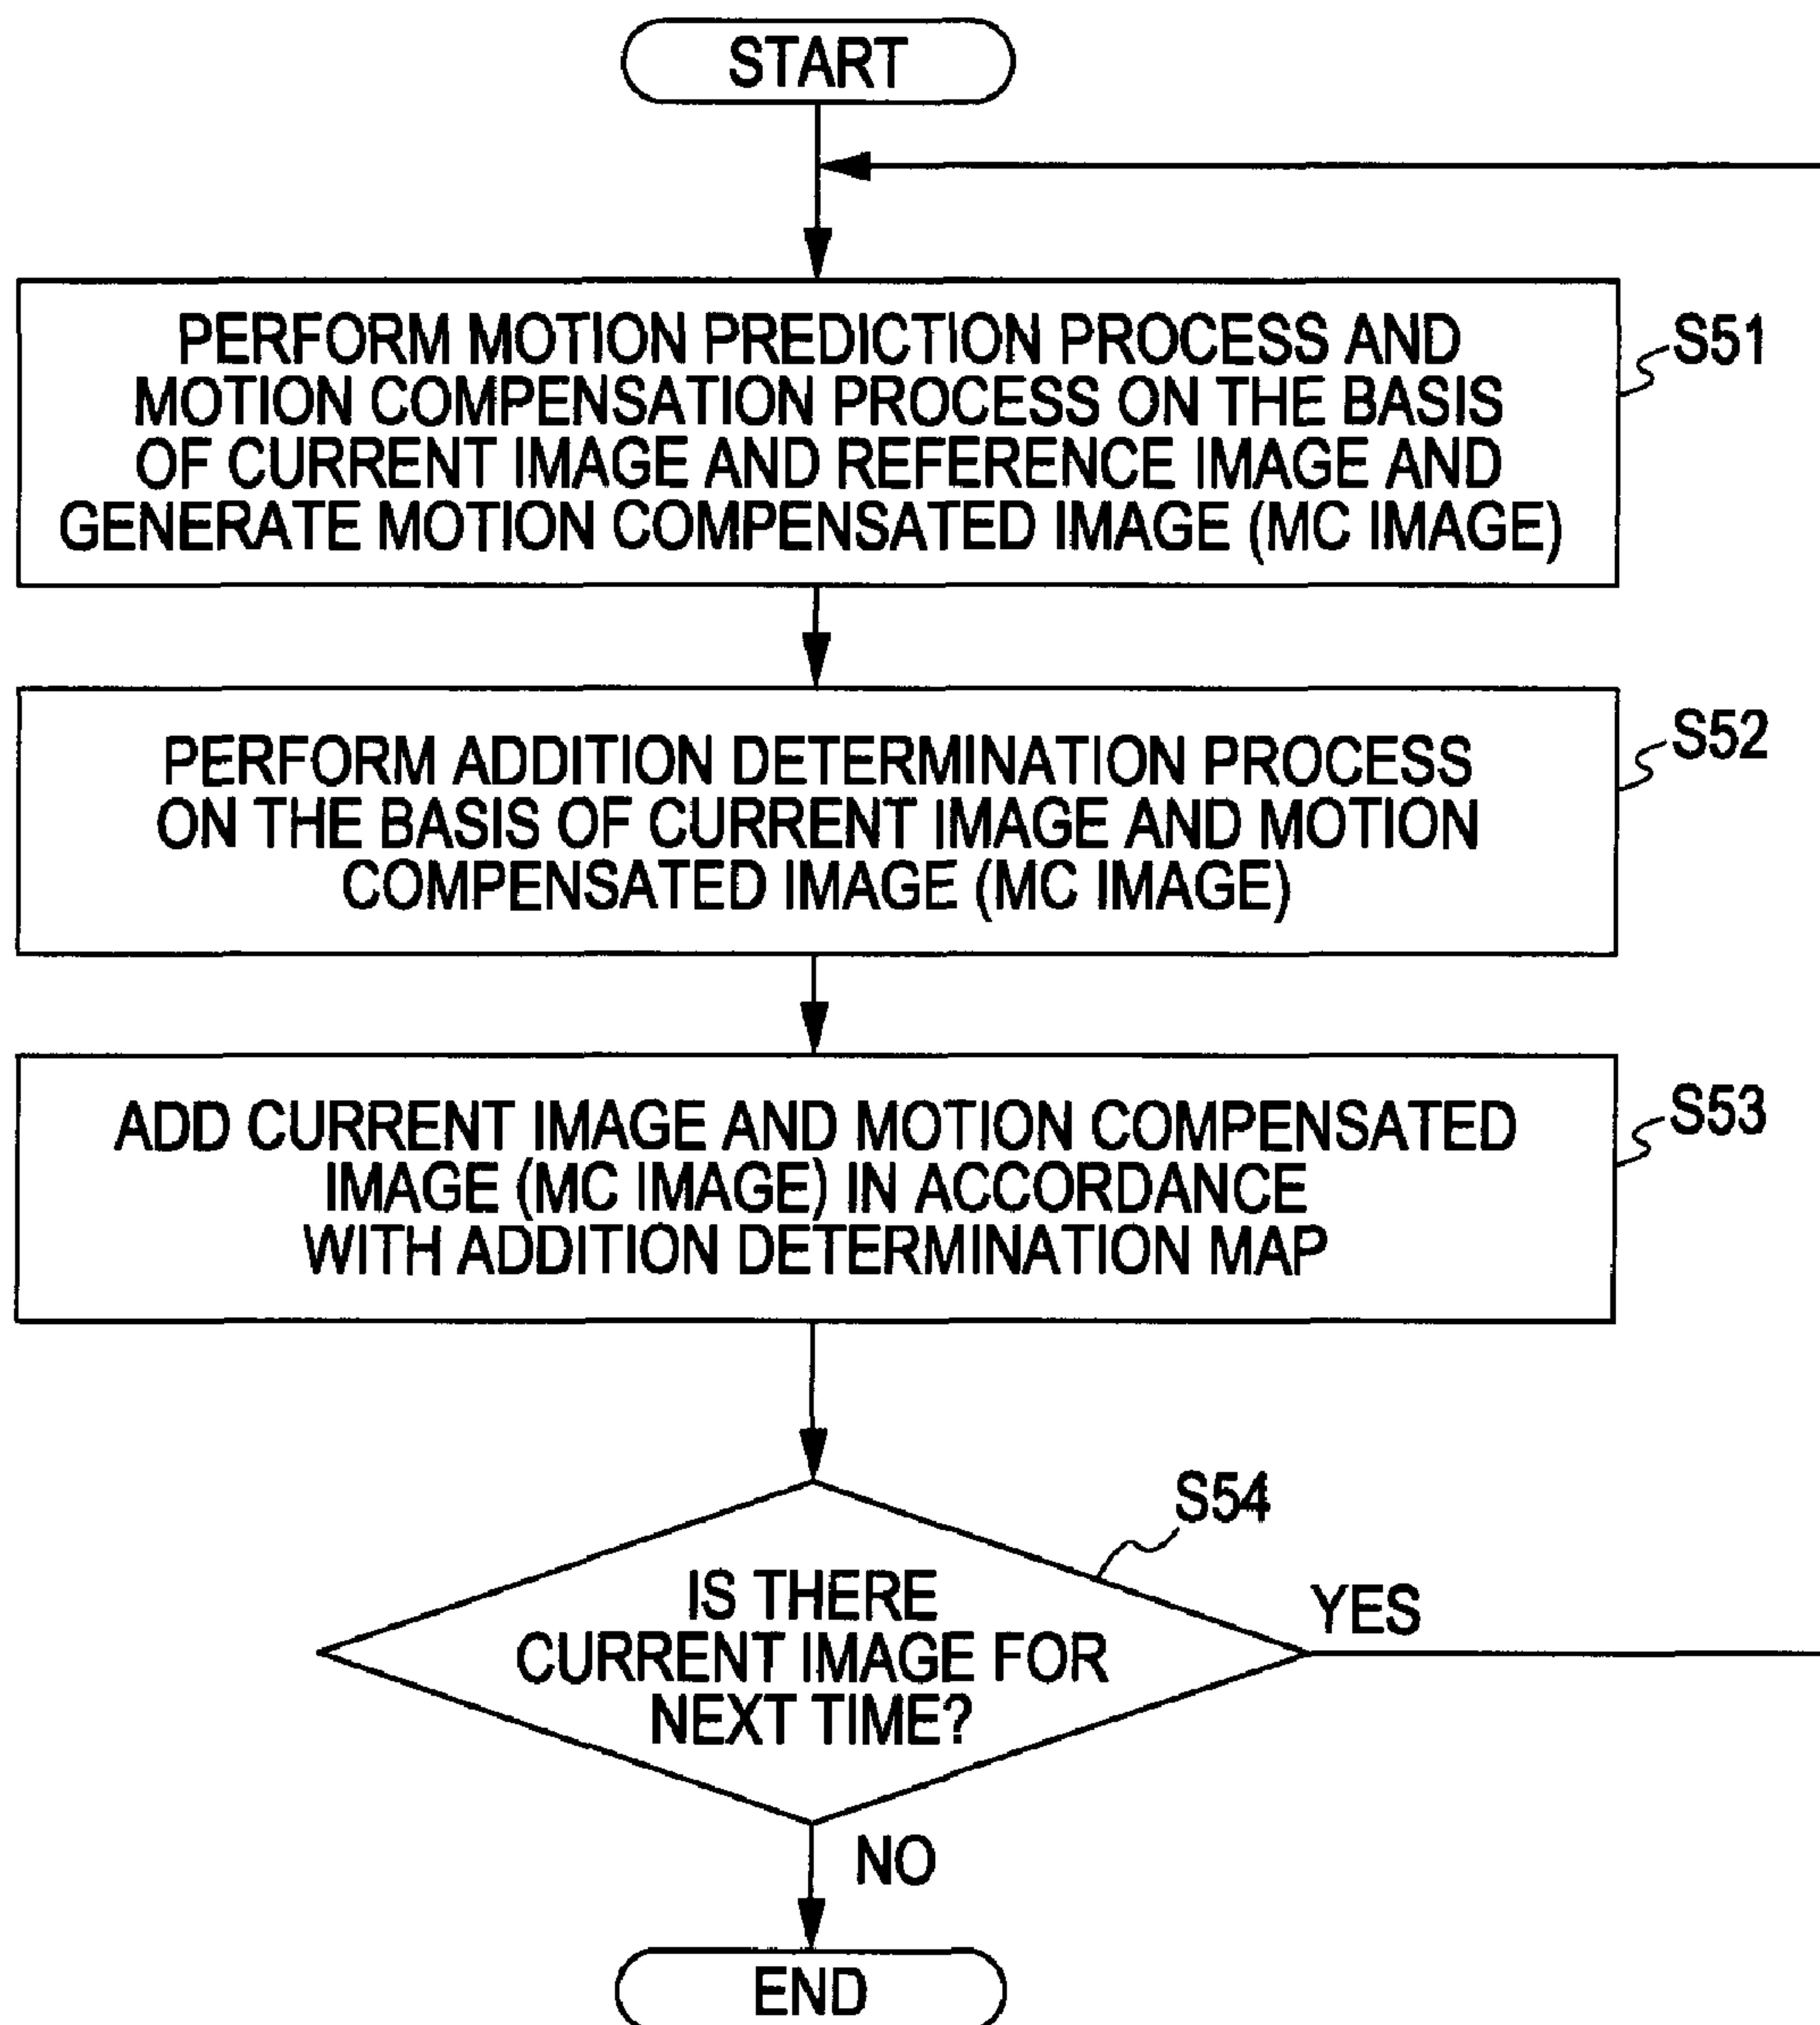 START
PERFORM MOTION PREDICTION PROCESS AND
MOTION COMPENSATION PROCESS ON THE BASIS
OF CURRENT IMAGE AND REFERENCE IMAGE AND
GENERATE MOTION COMPENSATED IMAGE (MC IMAGE)
S51
PERFORM ADDITION DETERMINATION PROCESS
ON THE BASIS OF CURRENT IMAGE AND MOTION
COMPENSATED IMAGE (MC IMAGE)
S52
ADD CURRENT IMAGE AND MOTION COMPENSATED
IMAGE (MC IMAGE) IN ACCORDANCE
WITH ADDITION DETERMINATION MAP
S53
S54
IS THERE
CURRENT IMAGE FOR
NEXT TIME?
YES
NO
END